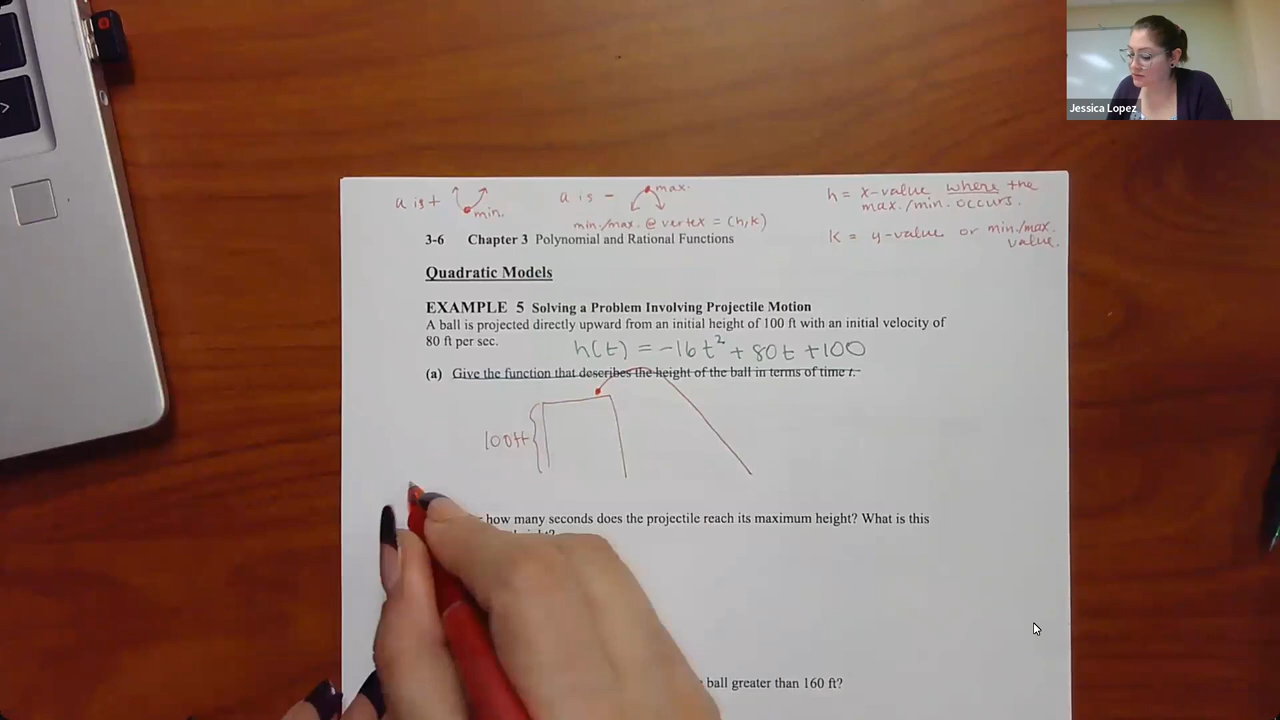 Jessica Lopez
a is + min.
a is - max.
min./max. @ vertex = (h,k)
h = x-value where the
max./min. occurs.
k = y-value or min./max.
value.
3-6 Chapter 3 Polynomial and Rational Functions
Quadratic Models
EXAMPLE 5 Solving a Problem Involving Projectile Motion
A ball is projected directly upward from an initial height of 100 ft with an initial velocity of
80 ft per sec.
h(t) = -16t² + 80t + 100
(a) Give the function that describes the height of the ball in terms of time t.
100ft
how many seconds does the projectile reach its maximum height? What is this
ball greater than 160 ft?